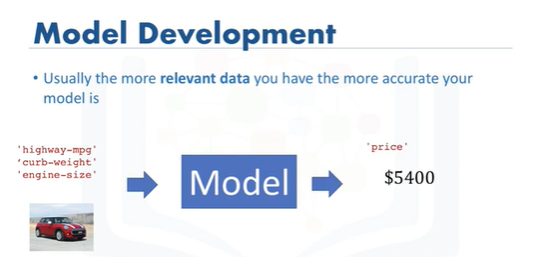 Model Development
• Usually the more relevant data you have the more accurate your
model is
'highway-mpg'
‘curb-weight'
'engine-size'
Model
'price'
$5400